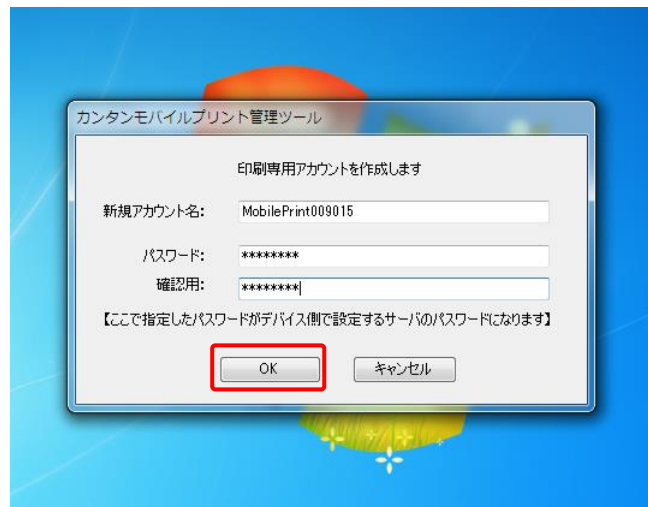 カンタンモバイルプリント管理ツール
印刷専用アカウントを作成します
新規アカウント名: MobilePrint009015
パスワード: ********
確認用: ********
【ここで指定したパスワードがデバイス側で設定するサーバのパスワードになります】
OK キャンセル